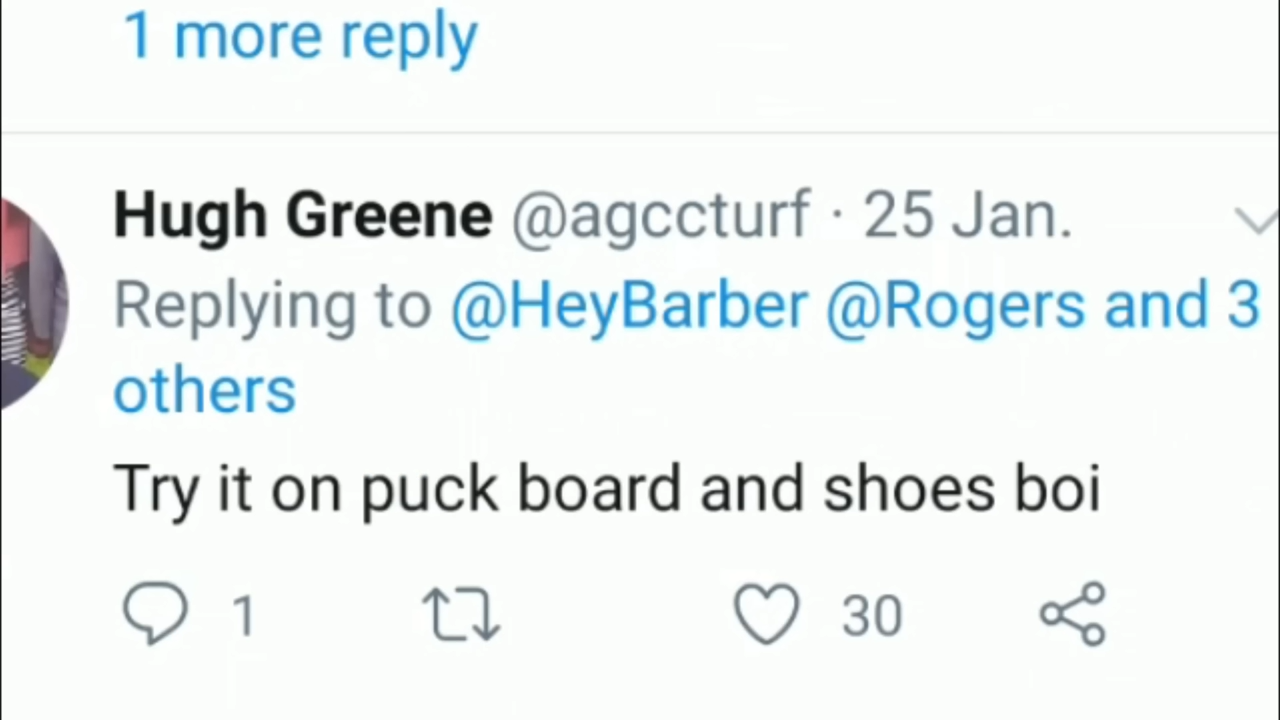 1 more reply
Hugh Greene @agccturf · 25 Jan.
Replying to @HeyBarber @Rogers and 3
others
Try it on puck board and shoes boi
1 30